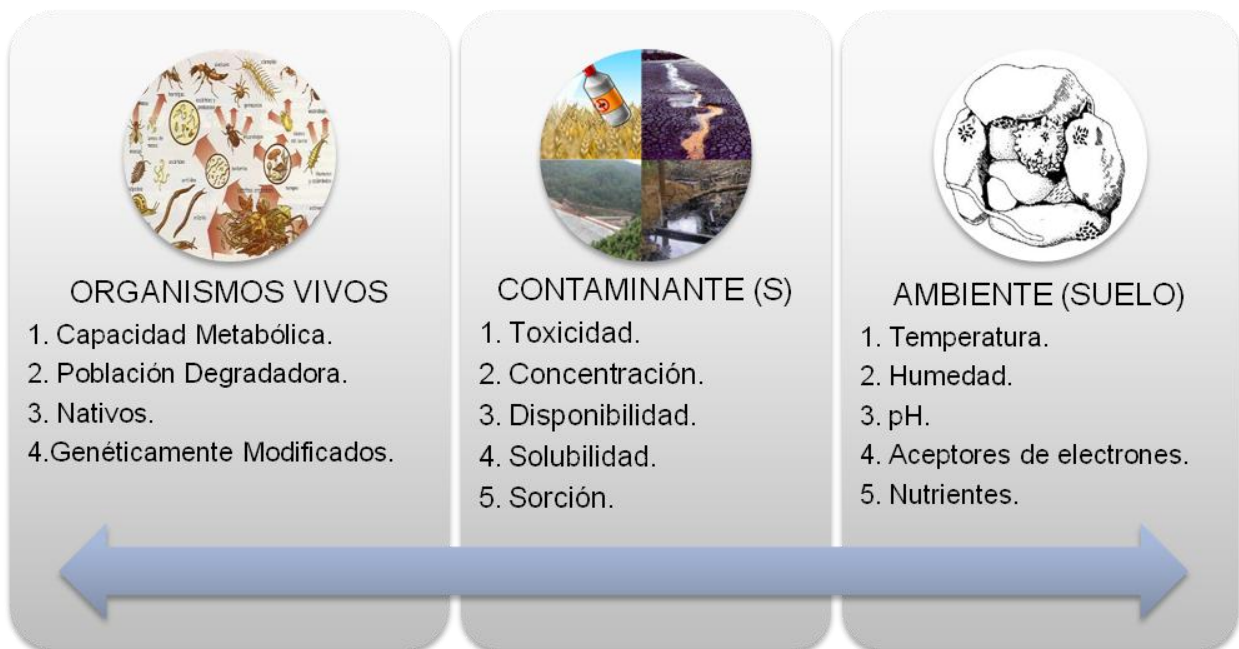 ORGANISMOS VIVOS
1. Capacidad Metabólica.
2. Población Degradadora.
3. Nativos.
4.Genéticamente Modificados.
CONTAMINANTE (S)
1. Toxicidad.
2. Concentración.
3. Disponibilidad.
4. Solubilidad.
5. Sorción.
AMBIENTE (SUELO)
1. Temperatura.
2. Humedad.
3. pH.
4. Aceptores de electrones.
5. Nutrientes.